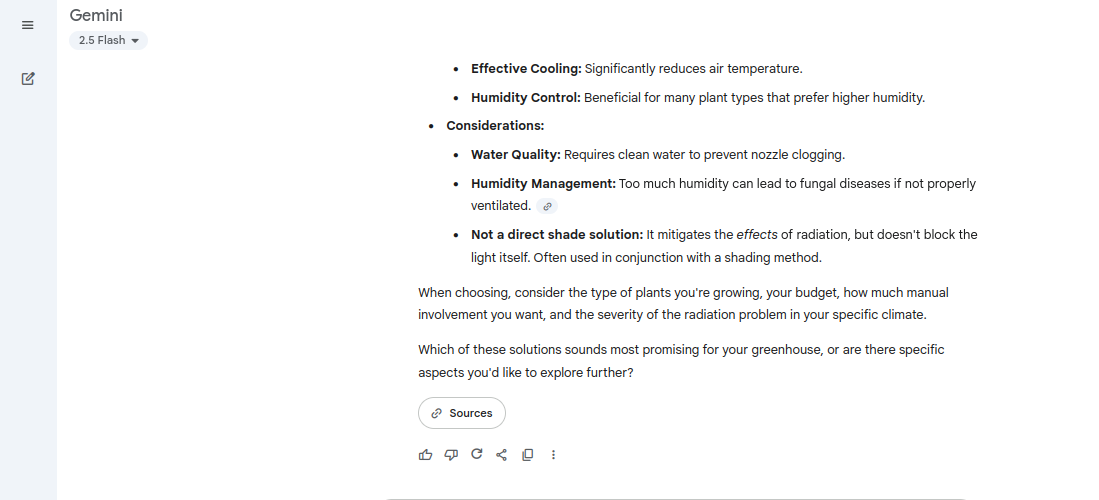 Gemini
2.5 Flash
• Effective Cooling: Significantly reduces air temperature.
• Humidity Control: Beneficial for many plant types that prefer higher humidity.
• Considerations:
• Water Quality: Requires clean water to prevent nozzle clogging.
• Humidity Management: Too much humidity can lead to fungal diseases if not properly
ventilated.
• Not a direct shade solution: It mitigates the effects of radiation, but doesn't block the
light itself. Often used in conjunction with a shading method.
When choosing, consider the type of plants you're growing, your budget, how much manual
involvement you want, and the severity of the radiation problem in your specific climate.
Which of these solutions sounds most promising for your greenhouse, or are there specific
aspects you'd like to explore further?
Sources